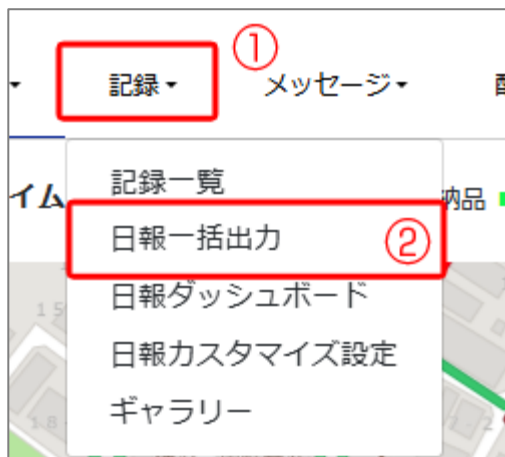 ①
記録
メッセージ
イム
記録一覧
納品
日報一括出力
②
日報ダッシュボード
15
日報カスタマイズ設定
ギャラリー
18